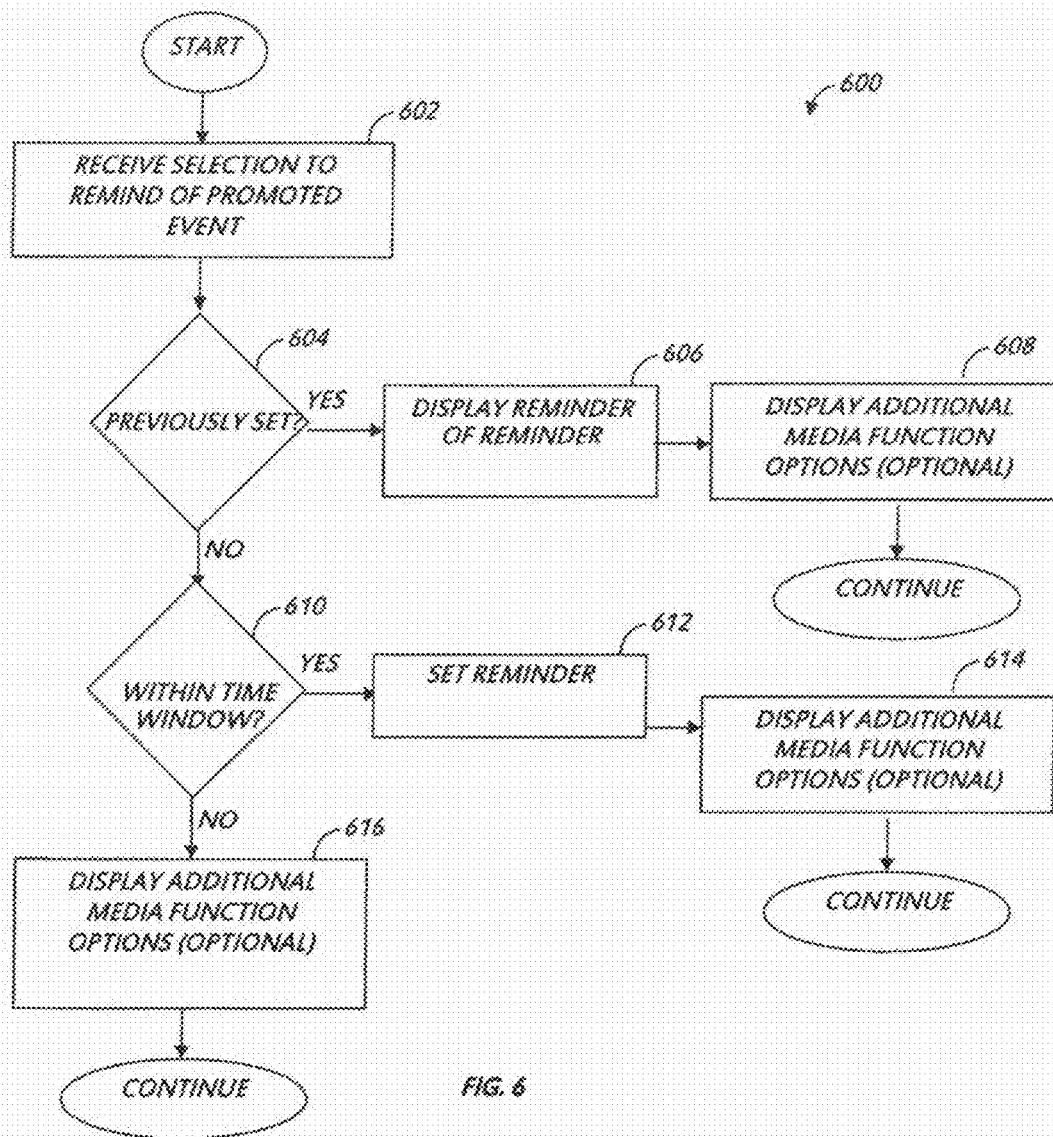 START
600
602
RECEIVE SELECTION TO
REMIND OF PROMOTED
EVENT
604
PREVIOUSLY SET?
YES
606
DISPLAY REMINDER
OF REMINDER
608
DISPLAY ADDITIONAL
MEDIA FUNCTION
OPTIONS (OPTIONAL)
CONTINUE
NO
610
WITHIN TIME
WINDOW?
YES
612
SET REMINDER
614
DISPLAY ADDITIONAL
MEDIA FUNCTION
OPTIONS (OPTIONAL)
CONTINUE
NO
616
DISPLAY ADDITIONAL
MEDIA FUNCTION
OPTIONS (OPTIONAL)
CONTINUE
FIG. 6